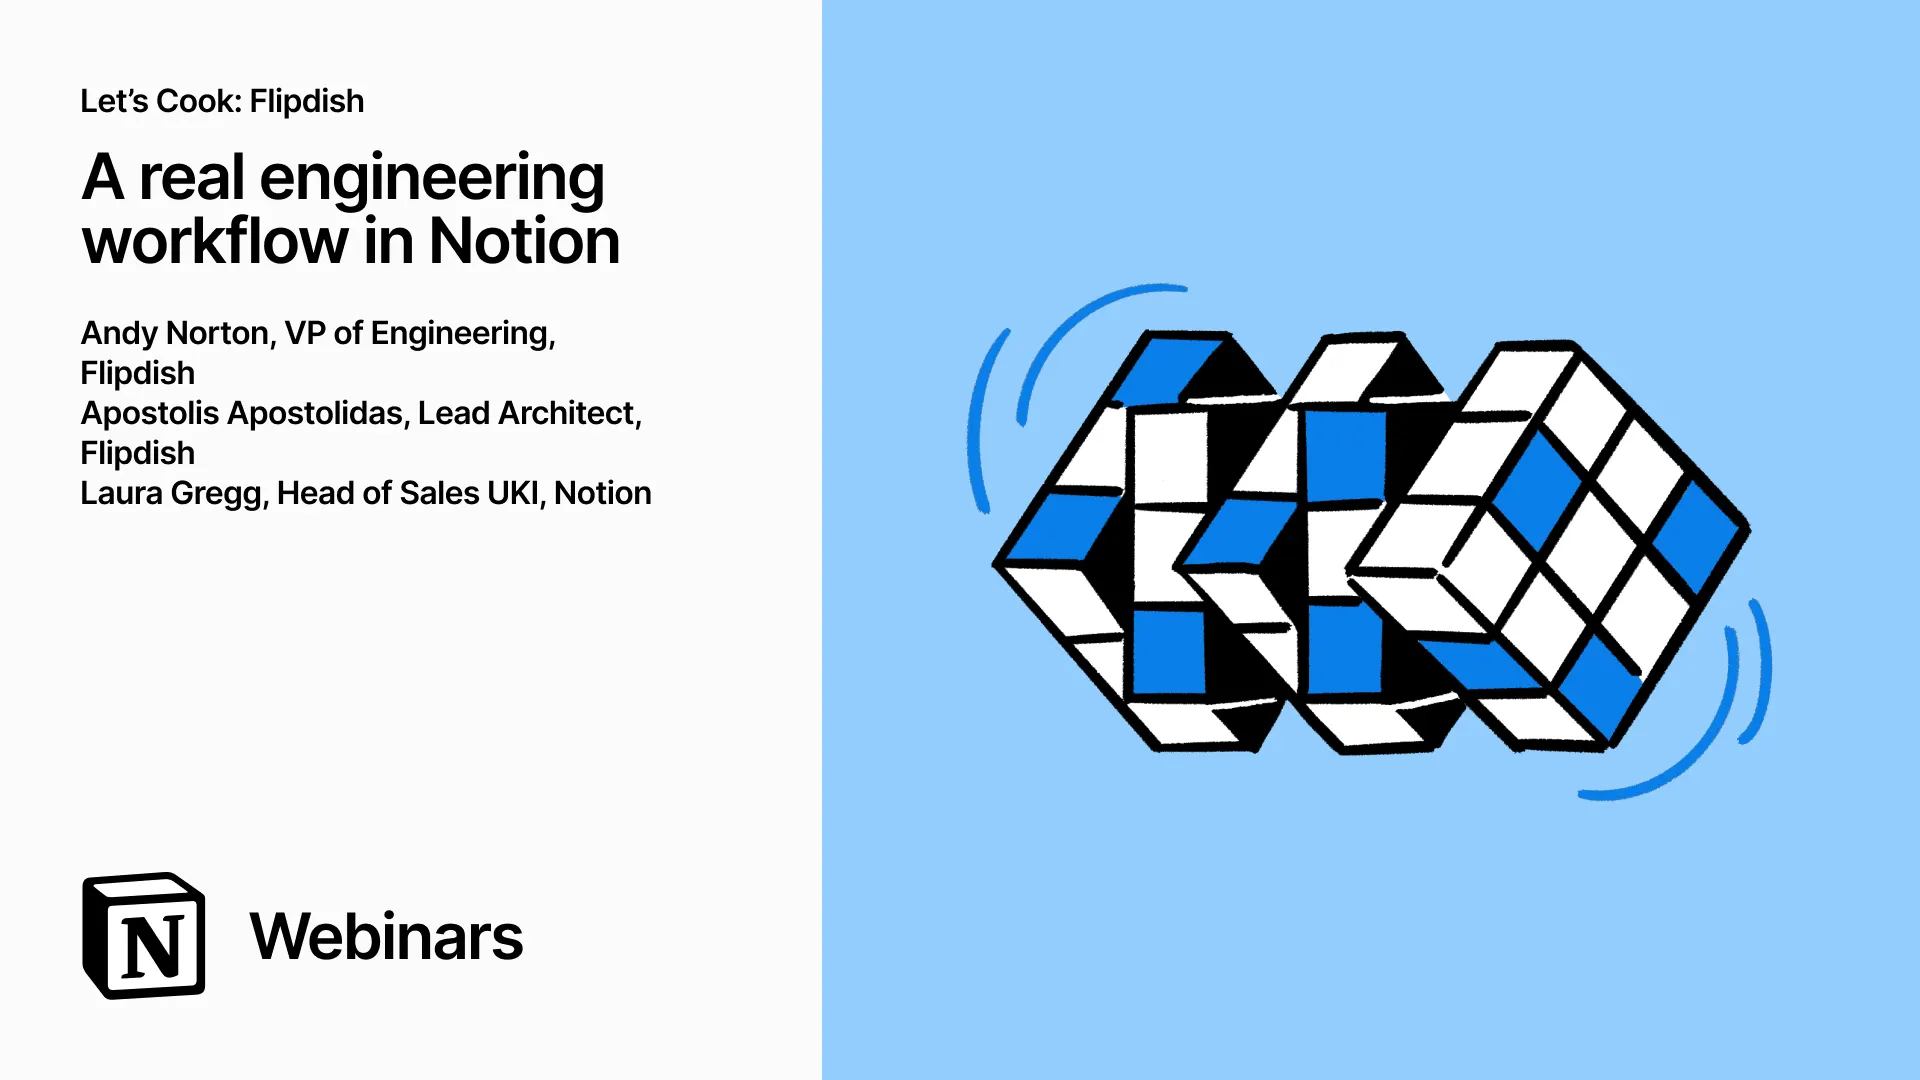 Let’s Cook: Flipdish
A real engineering
workflow in Notion
Andy Norton, VP of Engineering,
Flipdish
Apostolis Apostolidas, Lead Architect,
Flipdish
Laura Gregg, Head of Sales UKI, Notion
N
Webinars